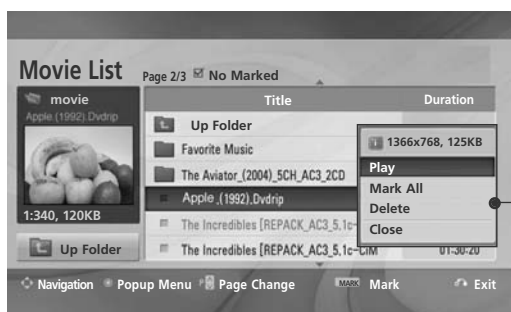 Movie List Page 2/3 No Marked
movie
Apple.(1992).Dvdrip
1:340, 120KB
Up Folder
Title Duration
Up Folder
Favorite Music
The Aviator_(2004)_5CH_AC3_2CD
Apple.(1992).Dvdrip
The Incredibles [REPACK_AC3_5,1c-
The Incredibles [REPACK_AC3_5,1c-CiM 01:30:20
1366x768, 125KB
Play
Mark All
Delete
Close
Navigation Popup Menu Page Change MARK Mark Exit